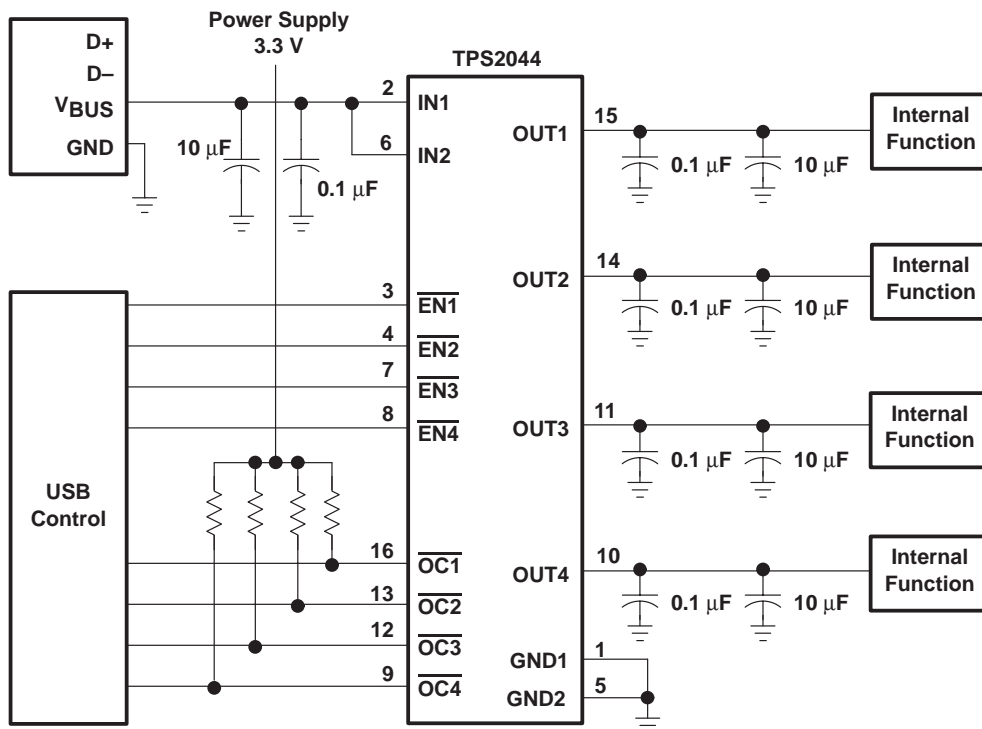 Power Supply
3.3 V
TPS2044
D+
D–
VBUS
GND
10 μF
0.1 μF
2
IN1
6
IN2
3
EN1
4
EN2
7
EN3
8
EN4
USB
Control
16
OC1
13
OC2
12
OC3
9
OC4
OUT1
15
0.1 μF
10 μF
Internal
Function
OUT2
14
0.1 μF
10 μF
Internal
Function
OUT3
11
0.1 μF
10 μF
Internal
Function
OUT4
10
0.1 μF
10 μF
Internal
Function
GND1
1
GND2
5